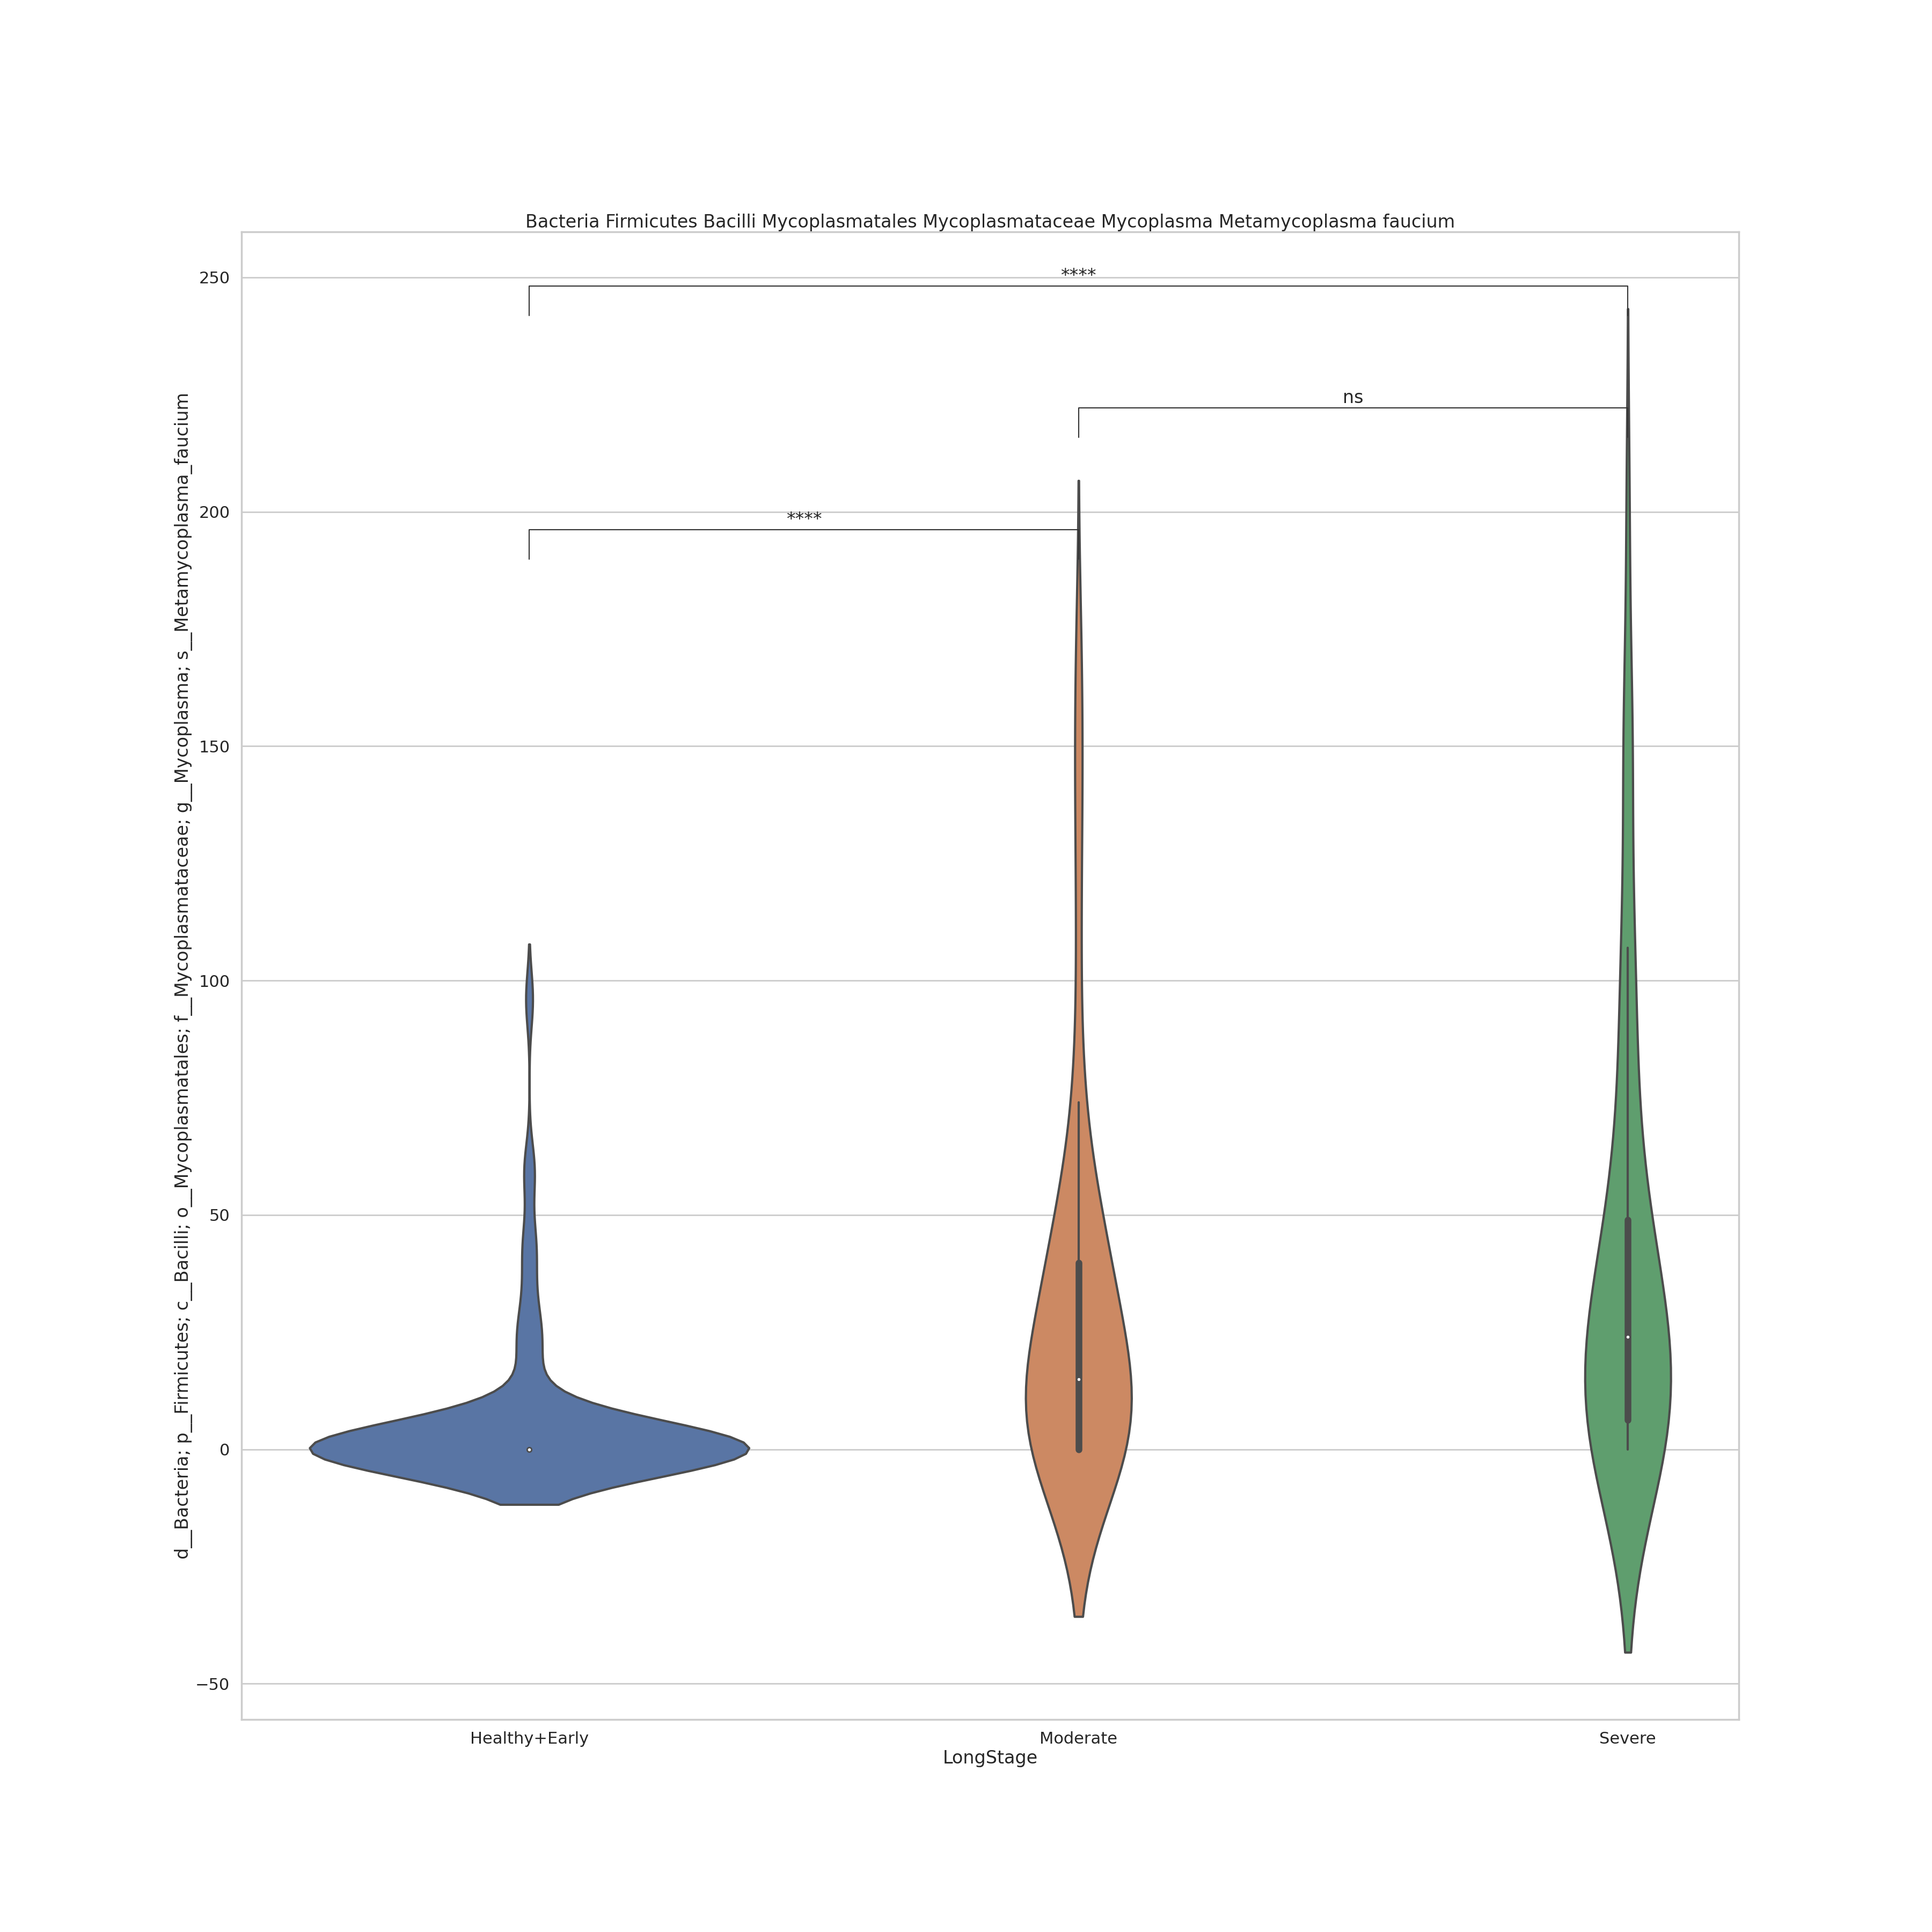 Bacteria Firmicutes Bacilli Mycoplasmatales Mycoplasmataceae Mycoplasma Metamycoplasma faucium
d__Bacteria; p__Firmicutes; c__Bacilli; o__Mycoplasmatales; f__Mycoplasmataceae; g__Mycoplasma; s__Metamycoplasma_faucium
250
200
150
100
50
0
−50
****
ns
****
Healthy+Early
Moderate
Severe
LongStage